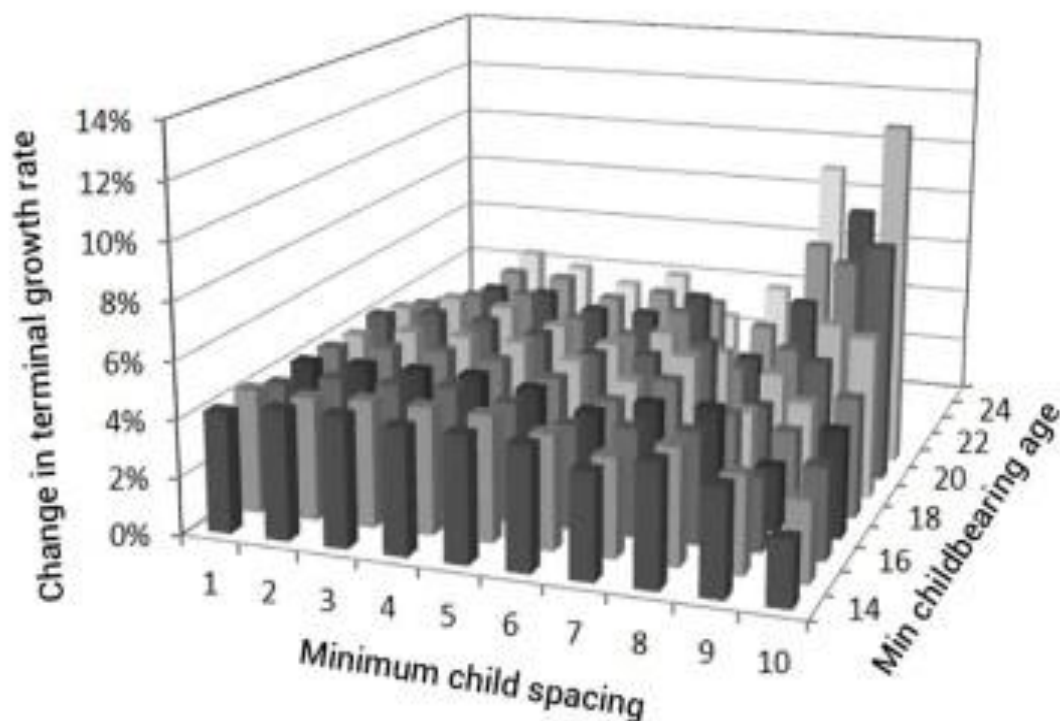 Change in terminal growth rate
14%
12%
10%
8%
6%
4%
2%
0%
1 2 3 4 5 6 7 8 9 10
Minimum child spacing
14 16 18 20 22 24
Min childbearing age